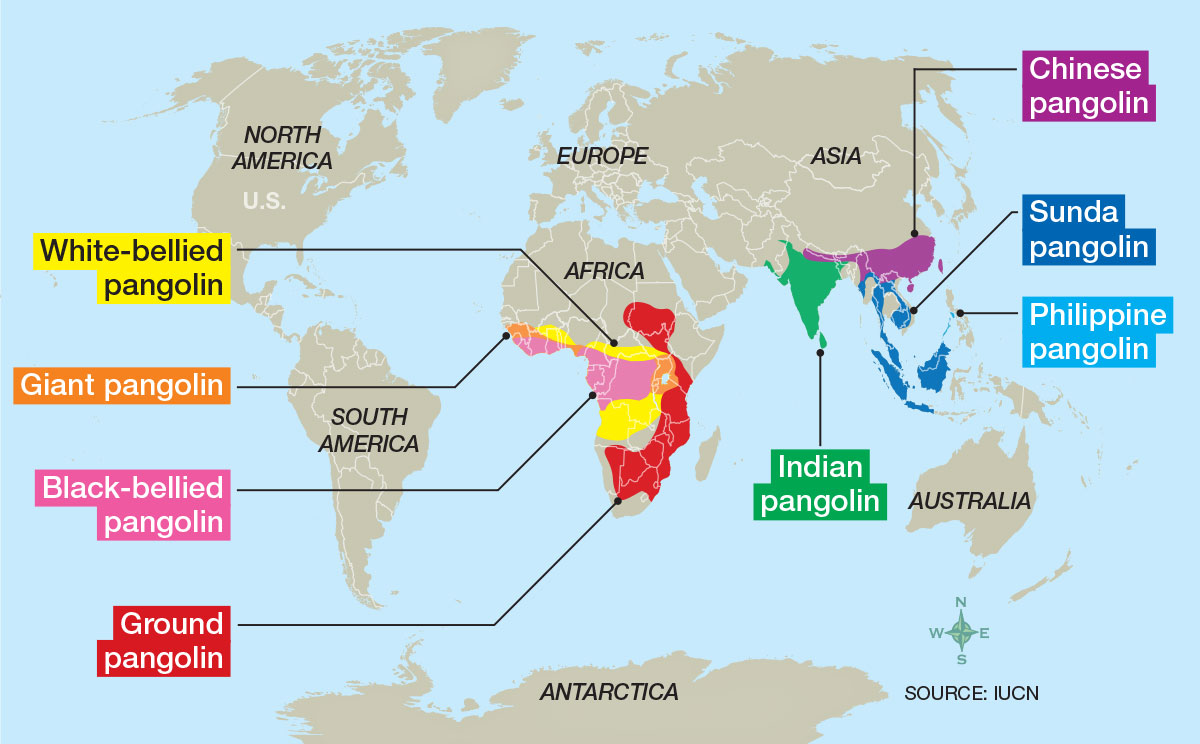 Chinese
pangolin
NORTH
AMERICA
EUROPE
ASIA
U.S.
Sunda
pangolin
White-bellied
pangolin
AFRICA
Philippine
pangolin
Giant pangolin
SOUTH
AMERICA
Indian
pangolin
AUSTRALIA
Black-bellied
pangolin
Ground
pangolin
N
W
E
S
ANTARCTICA
SOURCE: IUCN